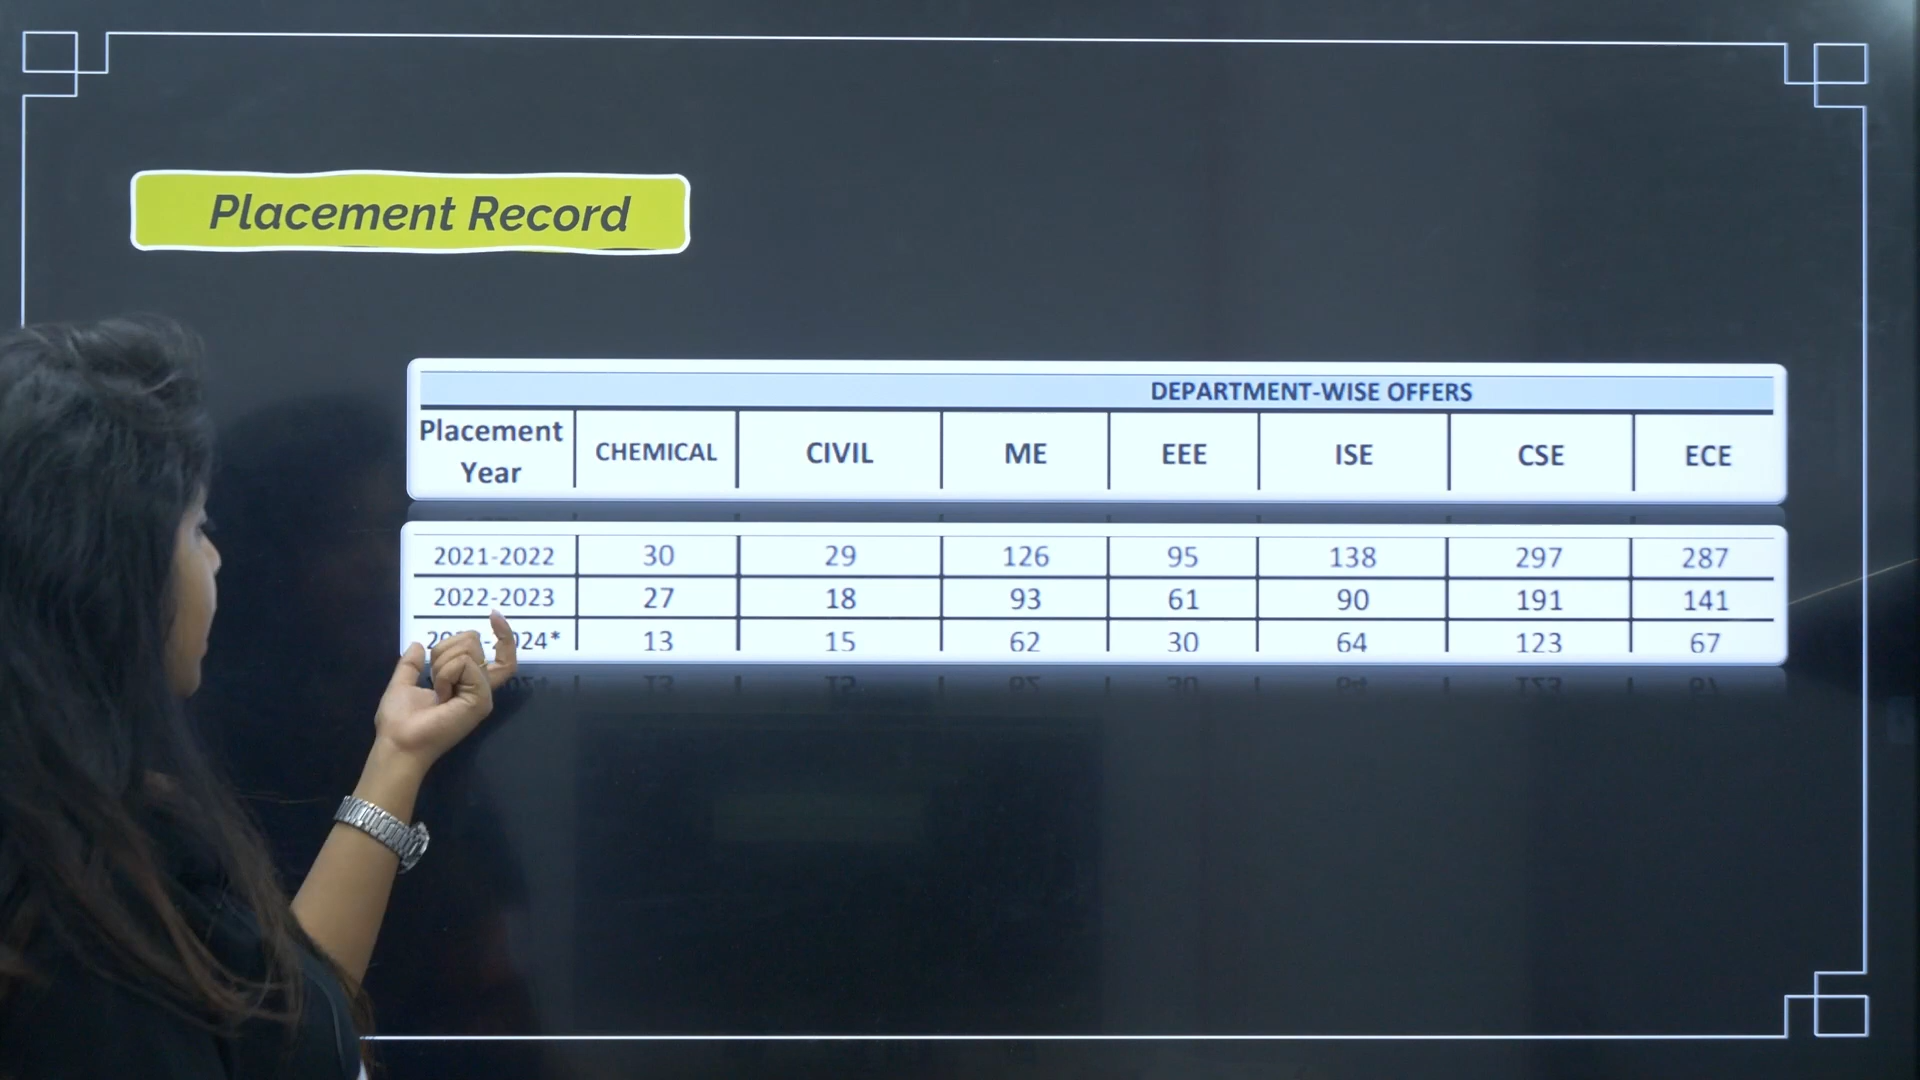 Placement Record
DEPARTMENT-WISE OFFERS
Placement Year CHEMICAL CIVIL ME EEE ISE CSE ECE
2021-2022 30 29 126 95 138 297 287
2022-2023 27 18 93 61 90 191 141
13 15 62 30 64 123 67